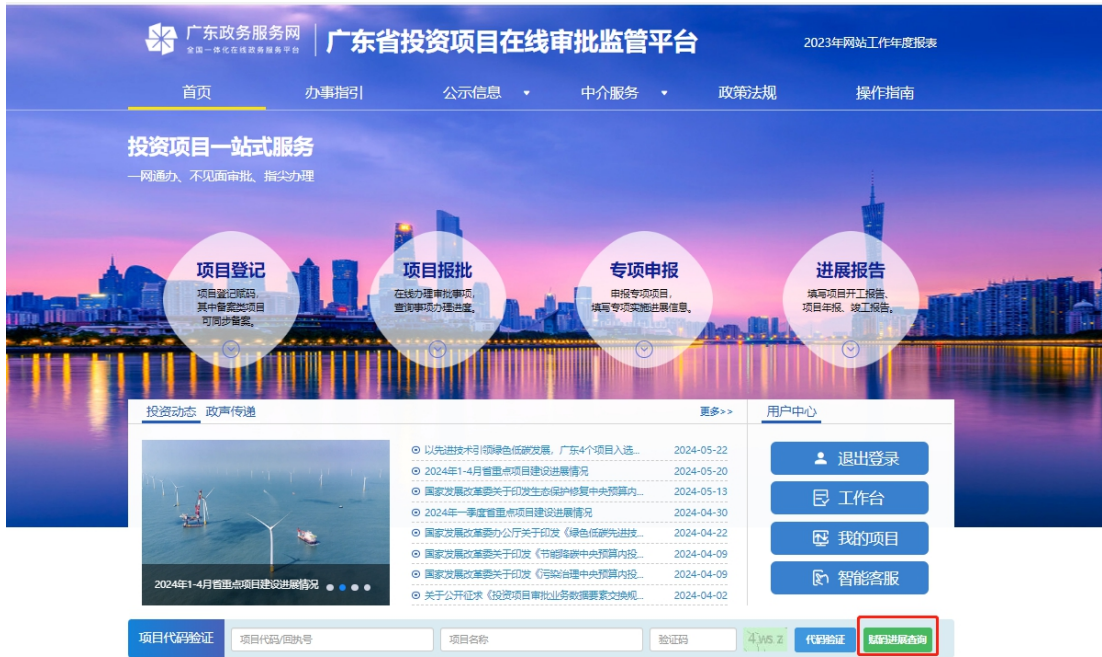 广东政务服务网
全国一体化在线政务服务平台
广东省投资项目在线审批监管平台
2023年网站工作年度报表
首页
办事指引
公示信息
中介服务
政策法规
操作指南
投资项目一站式服务
一网通办、不见面审批、指尖办理
项目登记
项目登记赋码,
其中备案类项目
可同步备案。
项目报批
在线办理审批事项,
查询事项办理进度。
专项申报
申报专项项目,
填写专项实施进展信息。
进展报告
填写项目开工报告、
项目年报、竣工报告。
投资动态 政声传递
更多>>
用户中心
以先进技术引领绿色低碳发展，广东4个项目入选... 2024-05-22
2024年1-4月省重点项目建设进展情况 2024-05-20
国家发展改革委关于印发生态保护修复中央预算内... 2024-05-13
2024年一季度省重点项目建设进展情况 2024-04-30
国家发展改革委办公厅关于印发《绿色低碳先进技... 2024-04-22
国家发展改革委关于印发《节能降碳中央预算内投... 2024-04-09
国家发展改革委关于印发《污染治理中央预算内投... 2024-04-09
关于公开征求《投资项目审批业务数据要素交换规... 2024-04-02
2024年1-4月省重点项目建设进展情况
退出登录
工作台
我的项目
智能客服
项目代码验证
项目代码/回执号
项目名称
验证码
代码验证
赋码进展查询